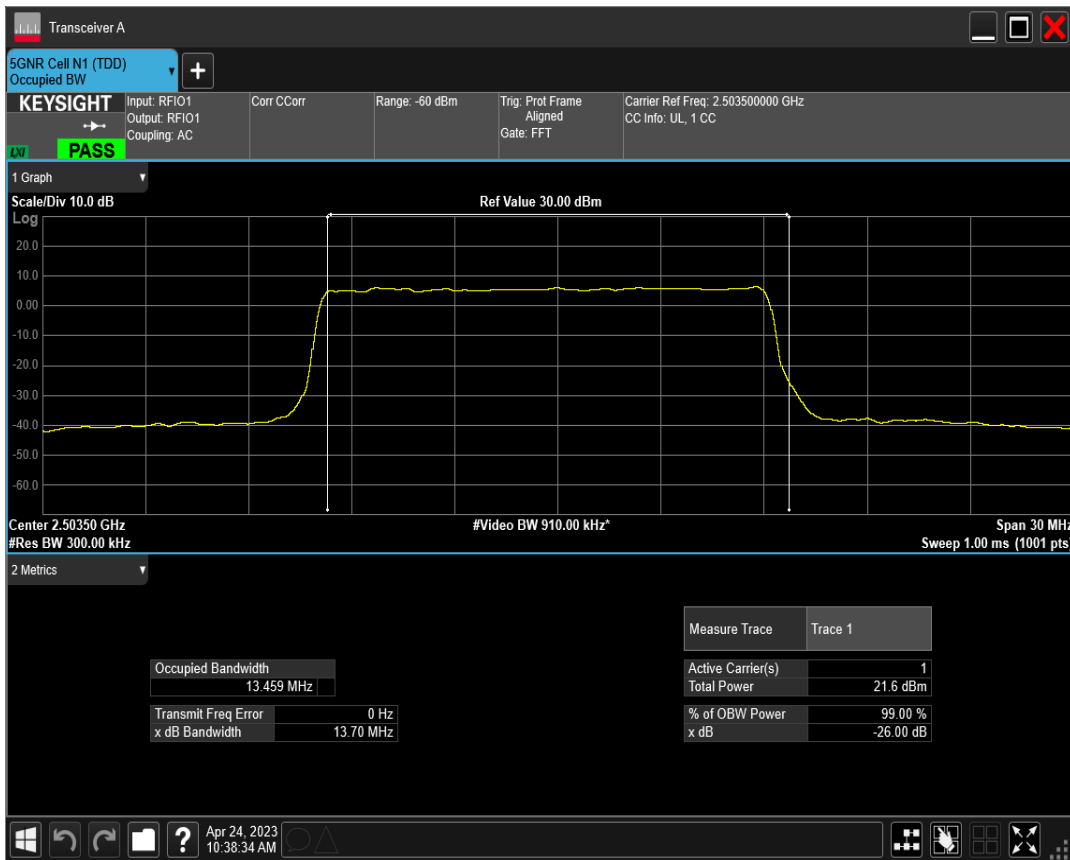 Transceiver A
5GNR Cell N1 (TDD)
Occupied BW
+
KEYSIGHT
LXI
PASS
Input: RFIO1
Output: RFIO1
Coupling: AC
Corr CCorr
Range: -60 dBm
Trig: Prot Frame
Aligned
Gate: FFT
Carrier Ref Freq: 2.503500000 GHz
CC Info: UL, 1 CC
1 Graph
Scale/Div 10.0 dB
Ref Value 30.00 dBm
Log
20.0
10.0
0.00
-10.0
-20.0
-30.0
-40.0
-50.0
-60.0
Center 2.50350 GHz
#Video BW 910.00 kHz*
Span 30 MHz
#Res BW 300.00 kHz
Sweep 1.00 ms (1001 pts)
2 Metrics
Measure Trace Trace 1
Occupied Bandwidth
13.459 MHz
Active Carrier(s) 1
Total Power 21.6 dBm
Transmit Freq Error 0 Hz
x dB Bandwidth 13.70 MHz
% of OBW Power 99.00 %
x dB -26.00 dB
?
Apr 24, 2023
10:38:34 AM